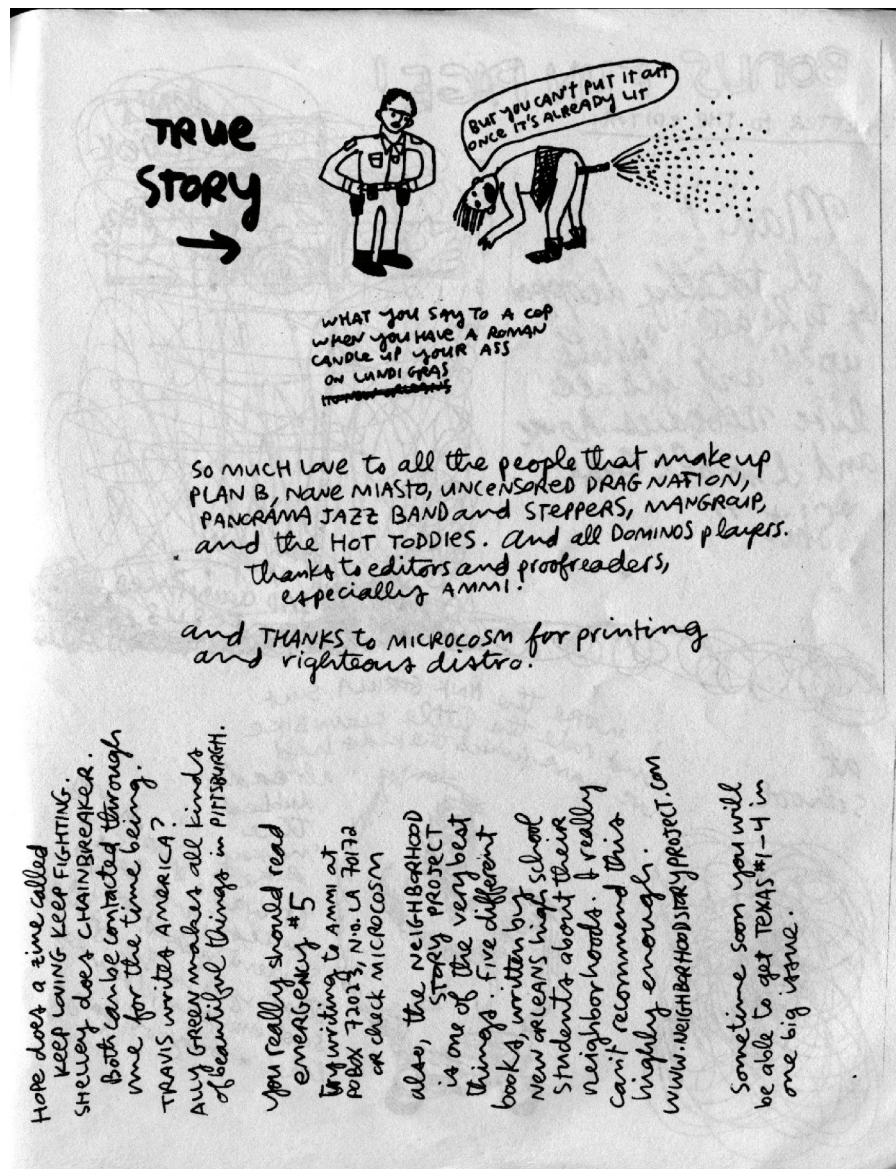 TRUE
STORY
BUT YOU CAN'T PUT IT OUT
ONCE IT'S ALREADY LIT
WHAT YOU SAY TO A COP
WHEN YOU HAVE A ROMAN
CANDLE UP YOUR ASS
ON LUNDI GRAS
SO MUCH LOVE to all the people that make up
PLAN B, NOWE MIASTO, UNCENSORED DRAG NATION,
PANORAMA JAZZ BAND and STEPPERS, MANGROUP,
and the HOT TODDIES. and all DOMINOS players.
thanks to editors and proofreaders,
especially AMMI.
and THANKS to MICROCOSM for printing
and righteous distro.
HOPE does a zine called
KEEP LOVING KEEP FIGHTING.
SHELLEY does CHAINBREAKER.
Both can be contacted through
me for the time being.
TRAVIS writes AMERICA?
ALLY GREEN makes all kinds
of beautiful things in PITTSBURGH.
you really should read
EMERGENCY #5
try writing to AMMI at
PO BOX 72023, N.O. LA 70172
or check MICROCOSM
also, the NEIGHBORHOOD
STORY PROJECT
is one of the very best
things. Five different
books, written by
NEW ORLEANS high school
students about their
neighborhoods. I really
can't recommend this
highly enough.
WWW.NEIGHBORHOODSTORYPROJECT.COM
Sometime soon you will
be able to get TEXAS #1-4 in
one big issue.